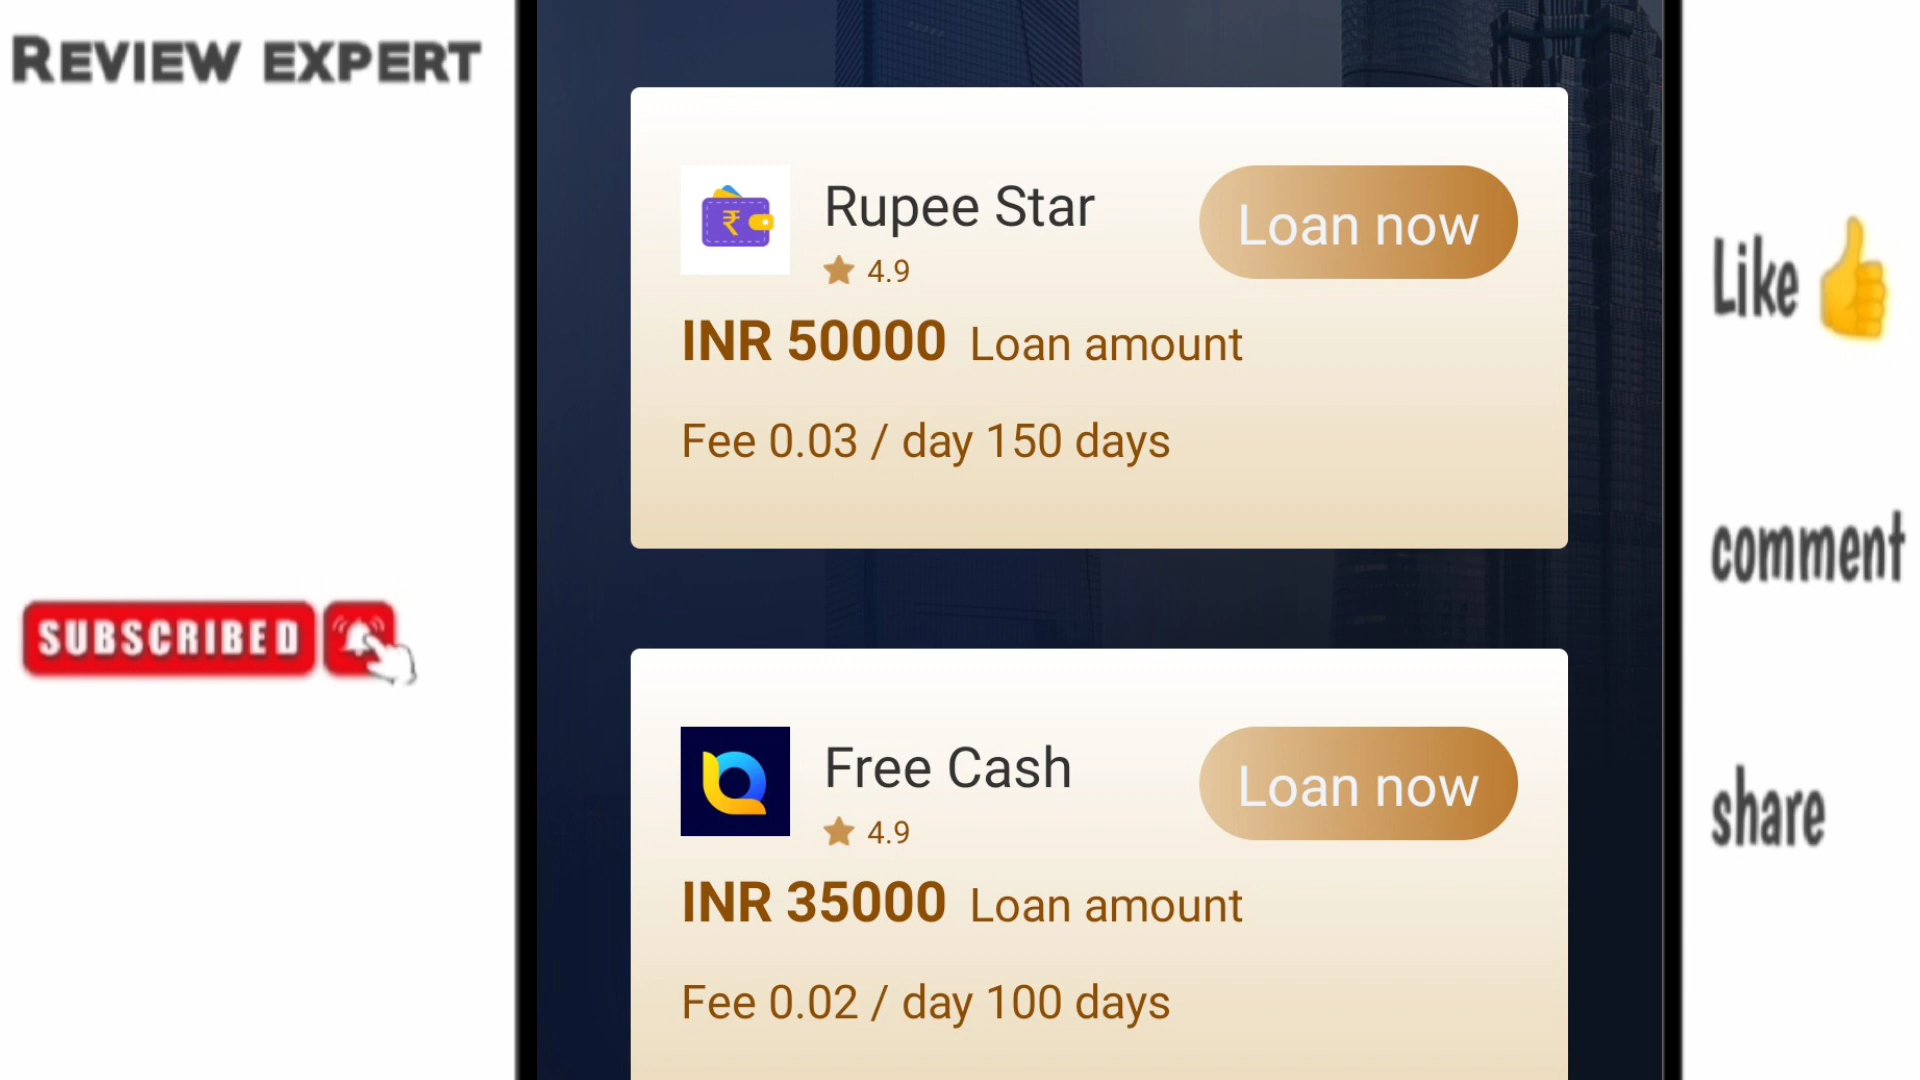 REVIEW EXPERT
Rupee Star
Loan now
4.9
INR 50000 Loan amount
Fee 0.03 / day 150 days
Free Cash
Loan now
4.9
INR 35000 Loan amount
Fee 0.02 / day 100 days
SUBSCRIBED
Like
comment
share